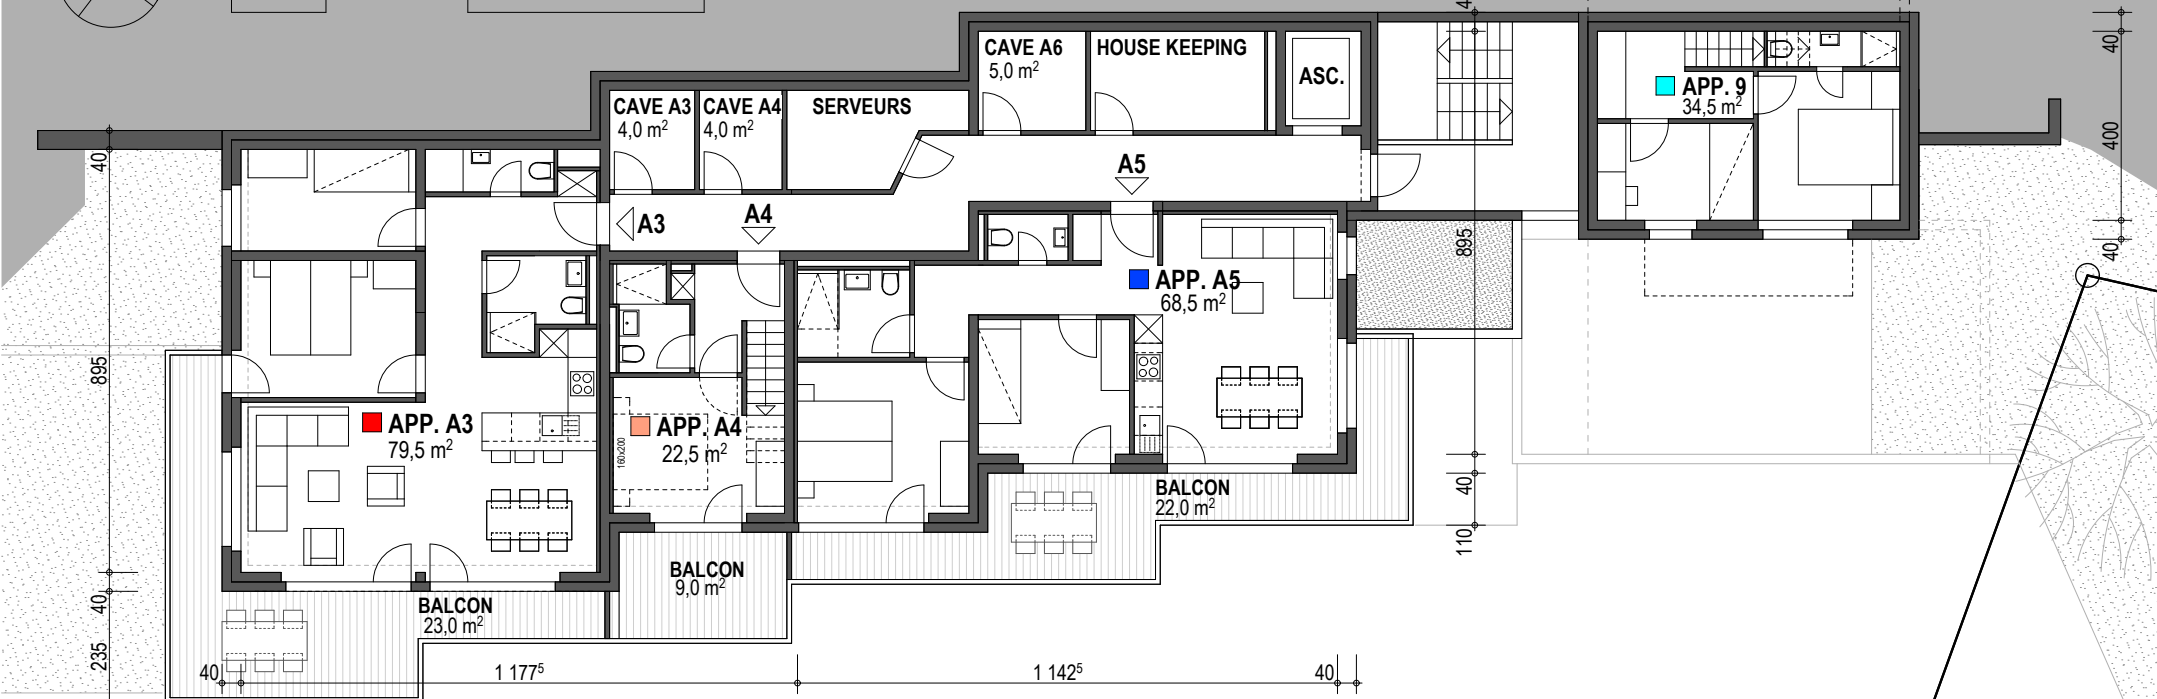 CAVE A6
5,0 m²
HOUSE KEEPING
ASC.
CAVE A3
4,0 m²
CAVE A4
4,0 m²
SERVEURS
APP. 9
34,5 m²
A5
A3
A4
APP. A5
68,5 m²
APP. A3
79,5 m²
APP. A4
22,5 m²
160x200
BALCON
22,0 m²
BALCON
9,0 m²
BALCON
23,0 m²
40
895
40
235
40
1 177⁵
1 142⁵
40
4
895
40
110
40
400
40